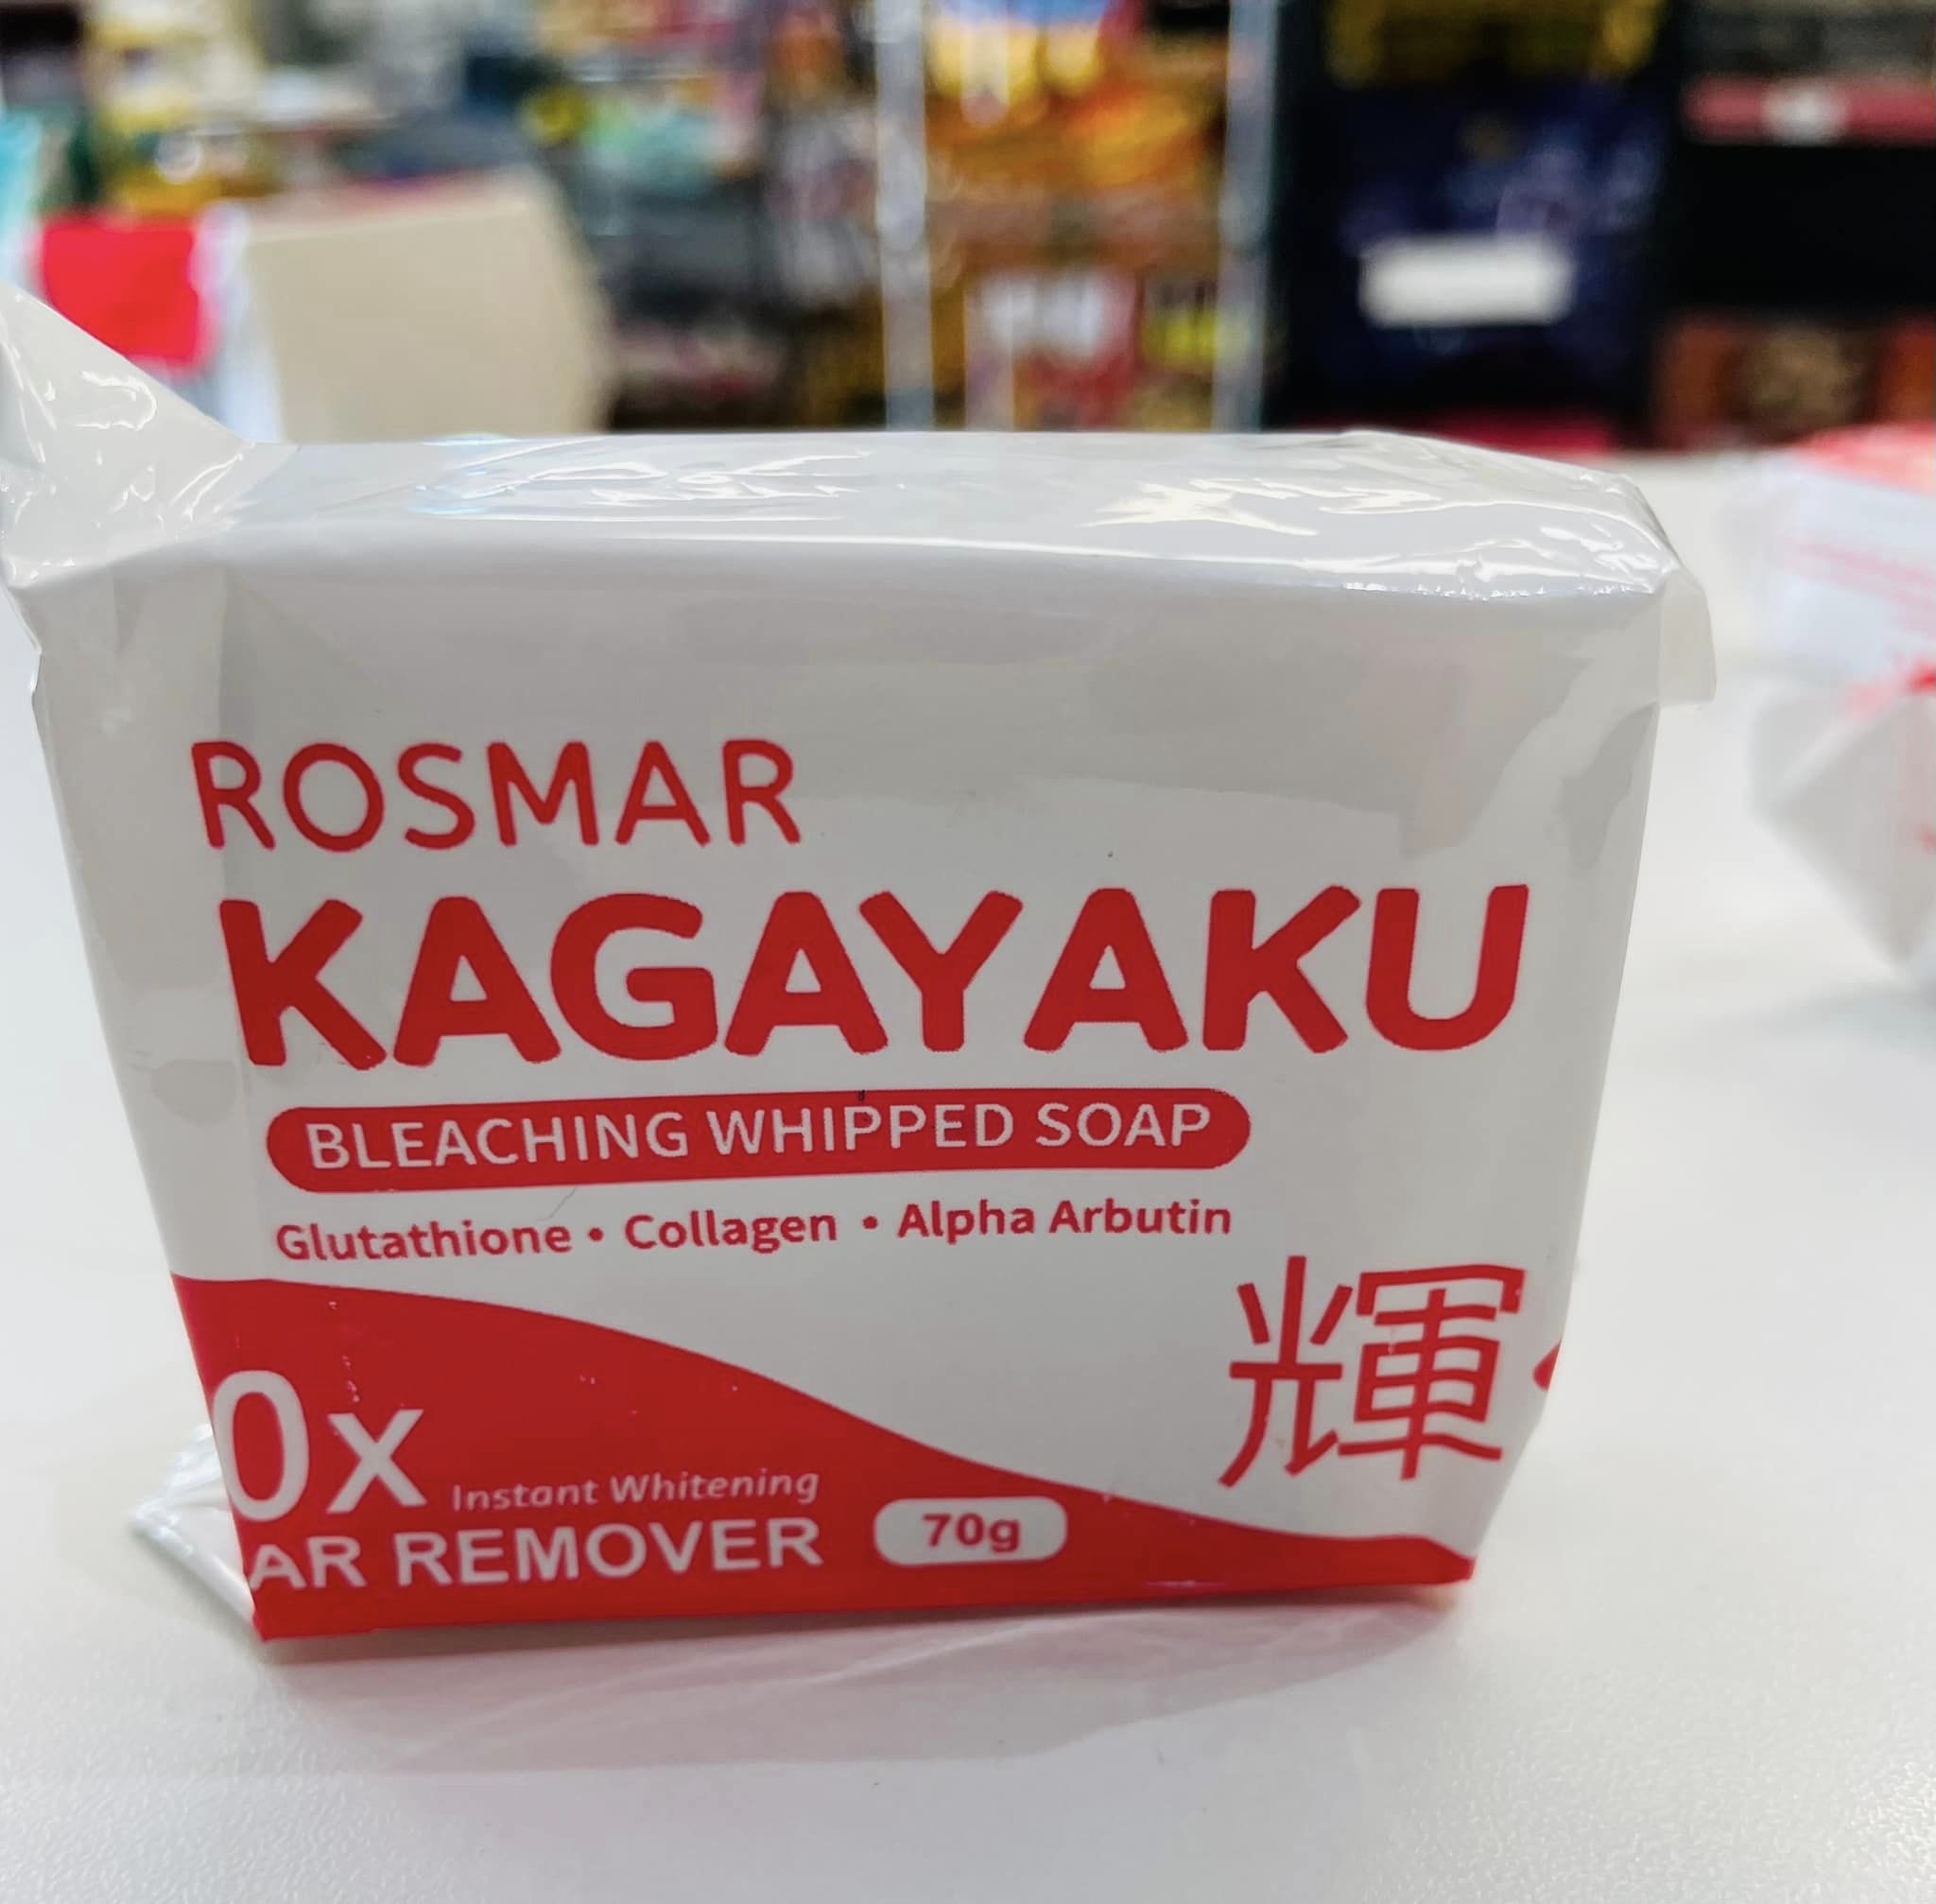 ROSMAR
KAGAYAKU
BLEACHING WHIPPED SOAP
Glutathione • Collagen • Alpha Arbutin
輝
0x Instant Whitening
AR REMOVER
70g